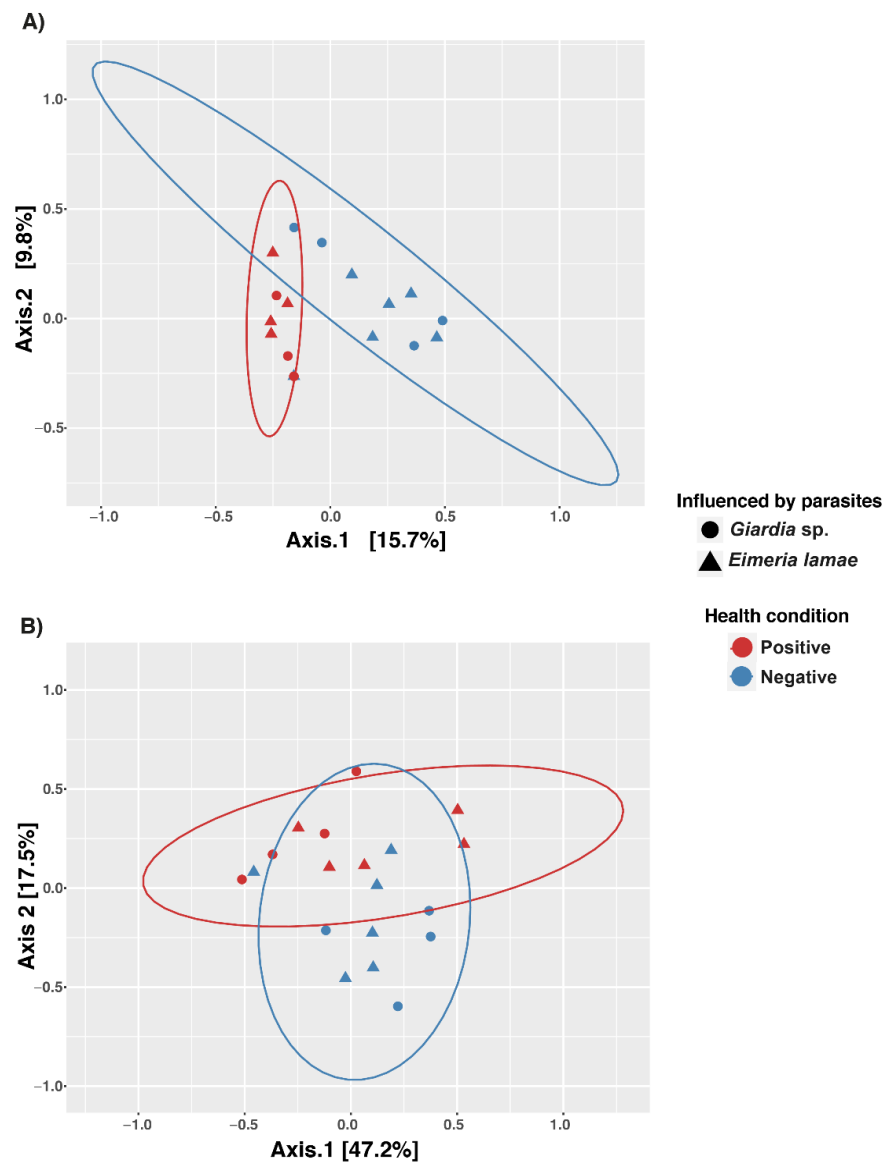 A)
1.0
0.5
0.0
−0.5
Axis.2 [9.8%]
−1.0 −0.5 0.0 0.5 1.0
Axis.1 [15.7%]
Influenced by parasites
Giardia sp.
Eimeria lamae
Health condition
Positive
Negative
B)
1.0
0.5
0.0
−0.5
−1.0
Axis 2 [17.5%]
−1.0 −0.5 0.0 0.5 1.0
Axis.1 [47.2%]